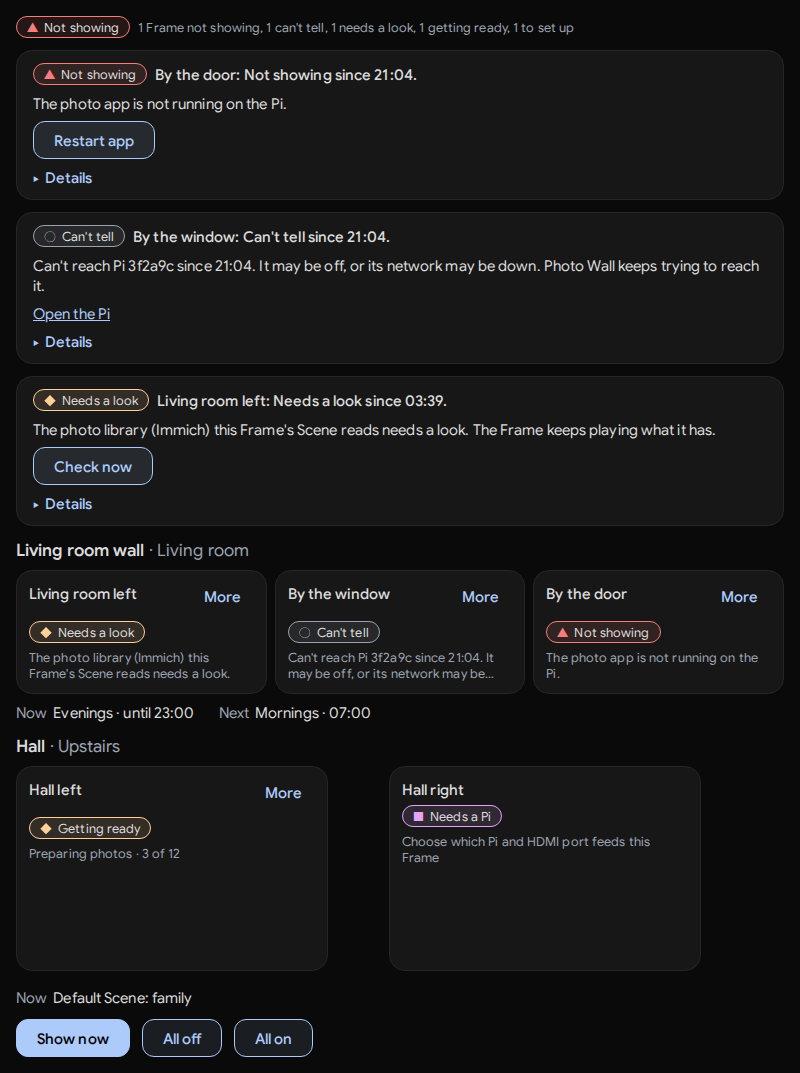 Not showing 1 Frame not showing, 1 can't tell, 1 needs a look, 1 getting ready, 1 to set up
Not showing By the door: Not showing since 21:04.
The photo app is not running on the Pi.
Restart app
▸ Details
Can't tell By the window: Can't tell since 21:04.
Can't reach Pi 3f2a9c since 21:04. It may be off, or its network may be down. Photo Wall keeps trying to reach
it.
Open the Pi
▸ Details
Needs a look Living room left: Needs a look since 03:39.
The photo library (Immich) this Frame's Scene reads needs a look. The Frame keeps playing what it has.
Check now
▸ Details
Living room wall · Living room
Living room left More
Needs a look
The photo library (Immich) this
Frame's Scene reads needs a look.
By the window More
Can't tell
Can't reach Pi 3f2a9c since 21:04. It
may be off, or its network may be...
By the door More
Not showing
The photo app is not running on the
Pi.
Now Evenings · until 23:00 Next Mornings · 07:00
Hall · Upstairs
Hall left More
Getting ready
Preparing photos · 3 of 12
Hall right
Needs a Pi
Choose which Pi and HDMI port feeds this
Frame
Now Default Scene: family
Show now All off All on